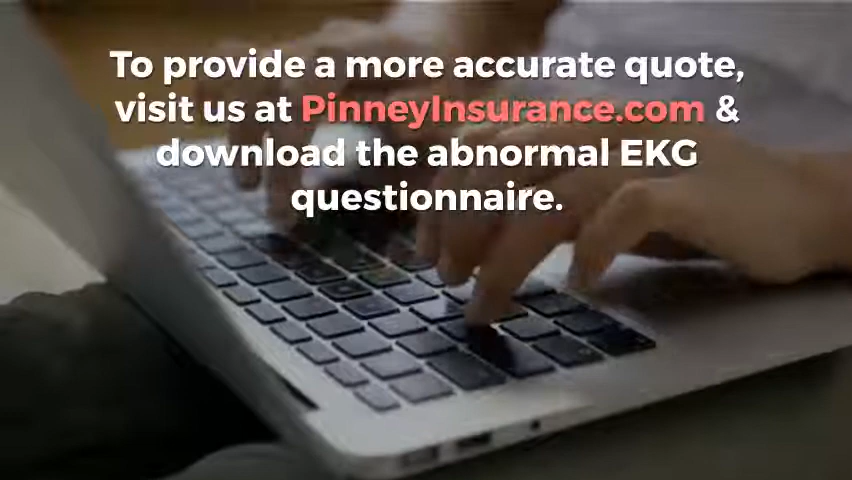 To provide a more accurate quote,
visit us at PinneyInsurance.com &
download the abnormal EKG
questionnaire.